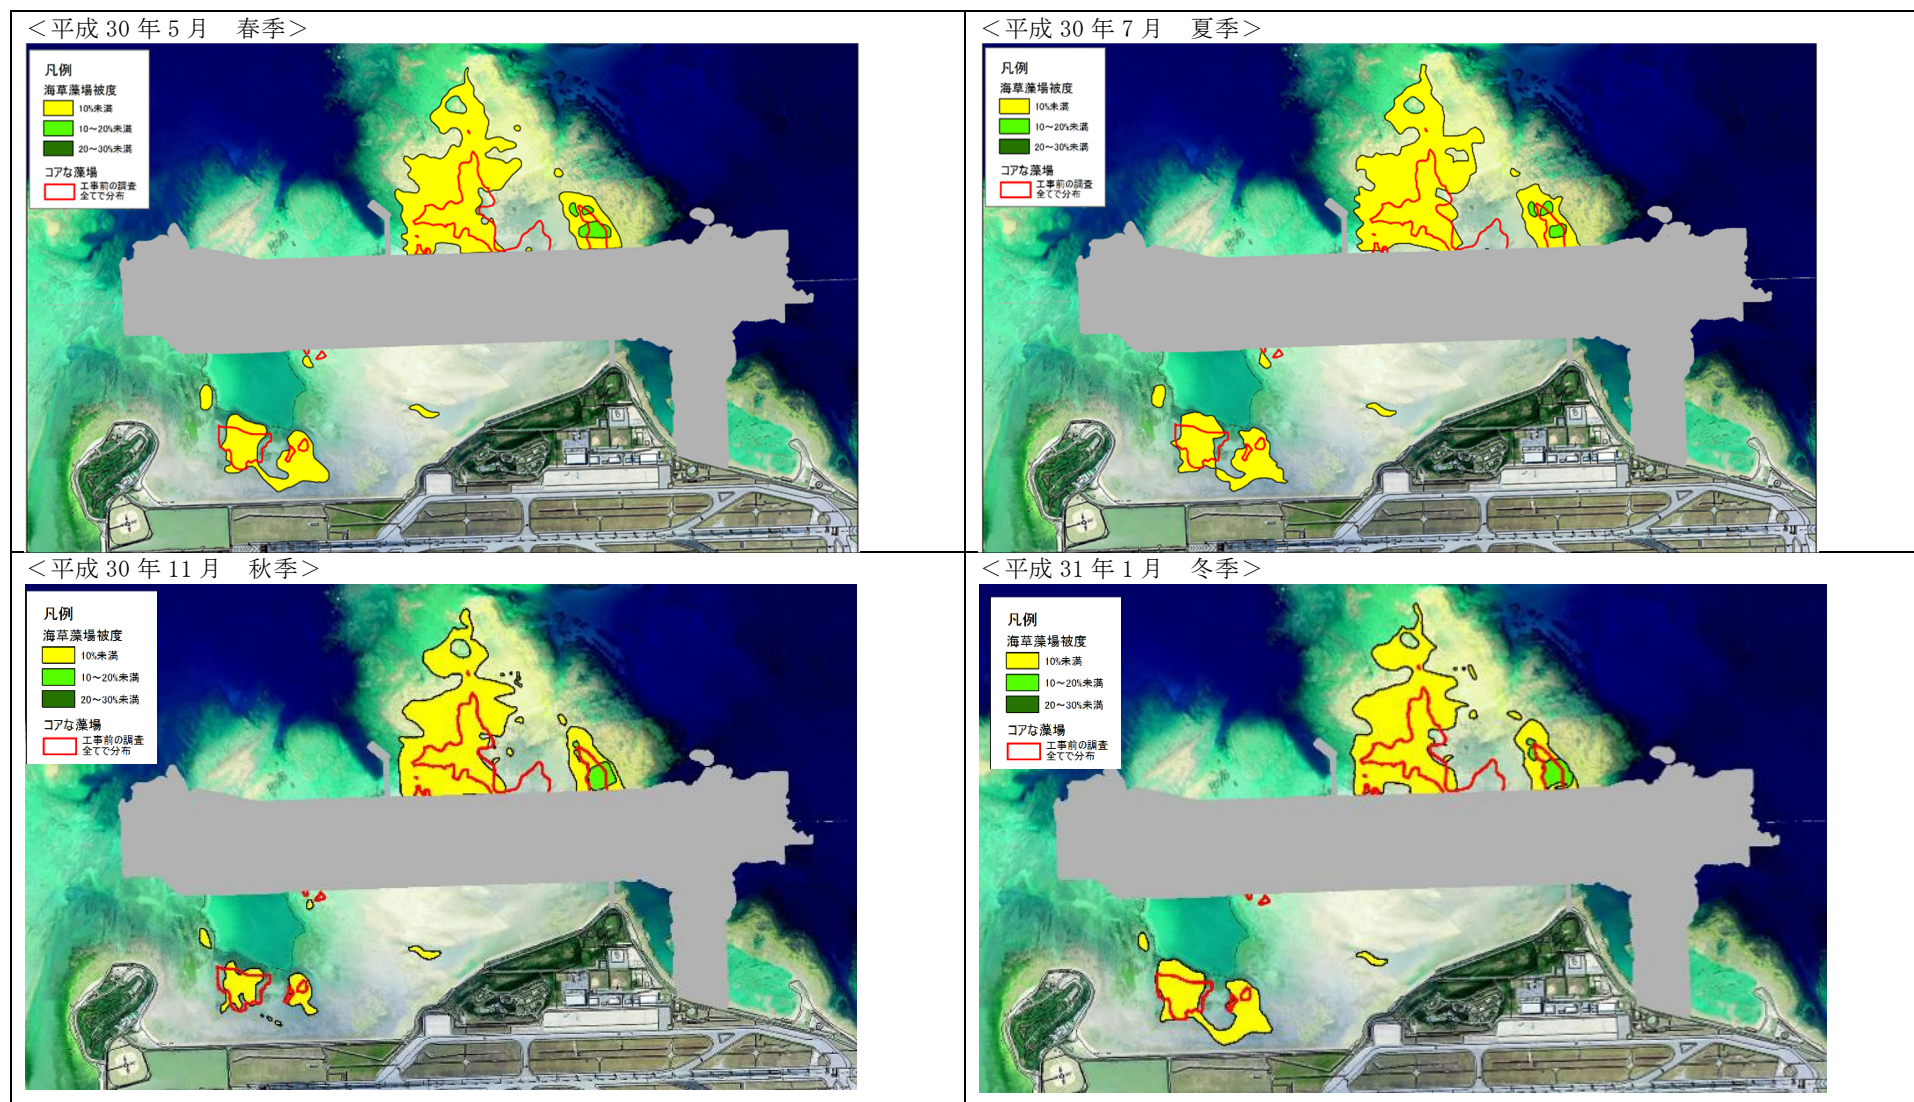 ＜平成 30 年 5 月　春季＞
凡例
海草藻場被度
10%未満
10～20%未満
20～30%未満
コアな藻場
工事前の調査
全てで分布
＜平成 30 年 7 月　夏季＞
凡例
海草藻場被度
10%未満
10～20%未満
20～30%未満
コアな藻場
工事前の調査
全てで分布
＜平成 30 年 11 月　秋季＞
凡例
海草藻場被度
10%未満
10～20%未満
20～30%未満
コアな藻場
工事前の調査
全てで分布
＜平成 31 年 1 月　冬季＞
凡例
海草藻場被度
10%未満
10～20%未満
20～30%未満
コアな藻場
工事前の調査
全てで分布